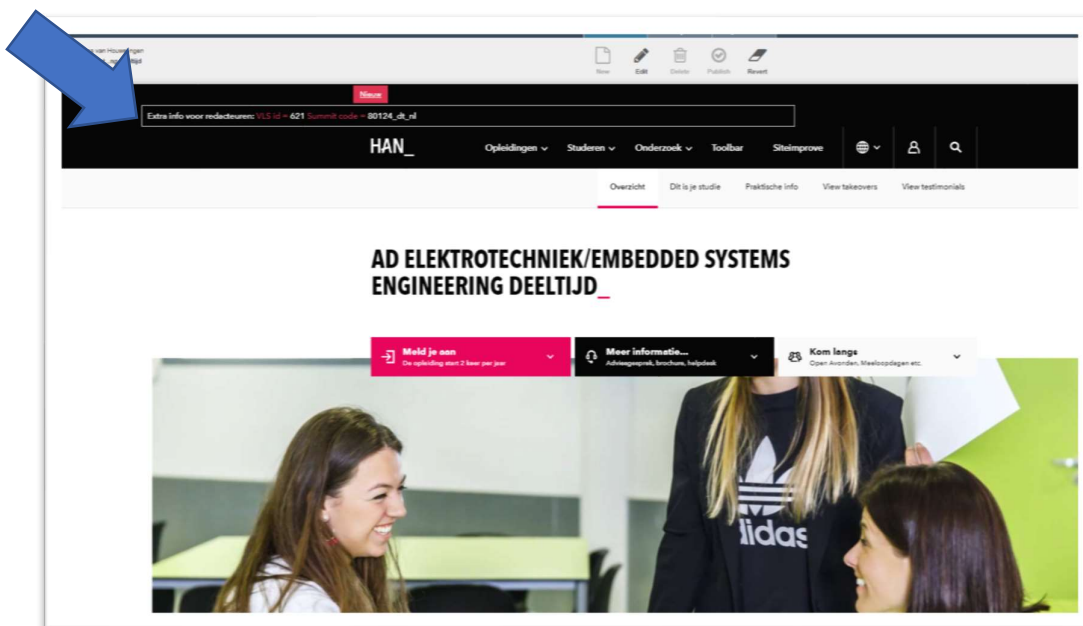 van Houw
New Edit Delete Publish Revert
Nieuw
Extra info voor redacteuren: VLS id = 621 Summit code = 80124_dt_nl
HAN_ Opleidingen Studeren Onderzoek Toolbar Siteimprove
Overzicht Dit is je studie Praktische info View takeovers View testimonials
AD ELEKTROTECHNIEK/EMBEDDED SYSTEMS
ENGINEERING DEELTIJD_
Meld je aan
De opleiding start 2 keer per jaar
Meer informatie...
Adviesgesprek, brochure, helpdesk
Kom langs
Open Avonden, Meeloopdagen etc.
adidas